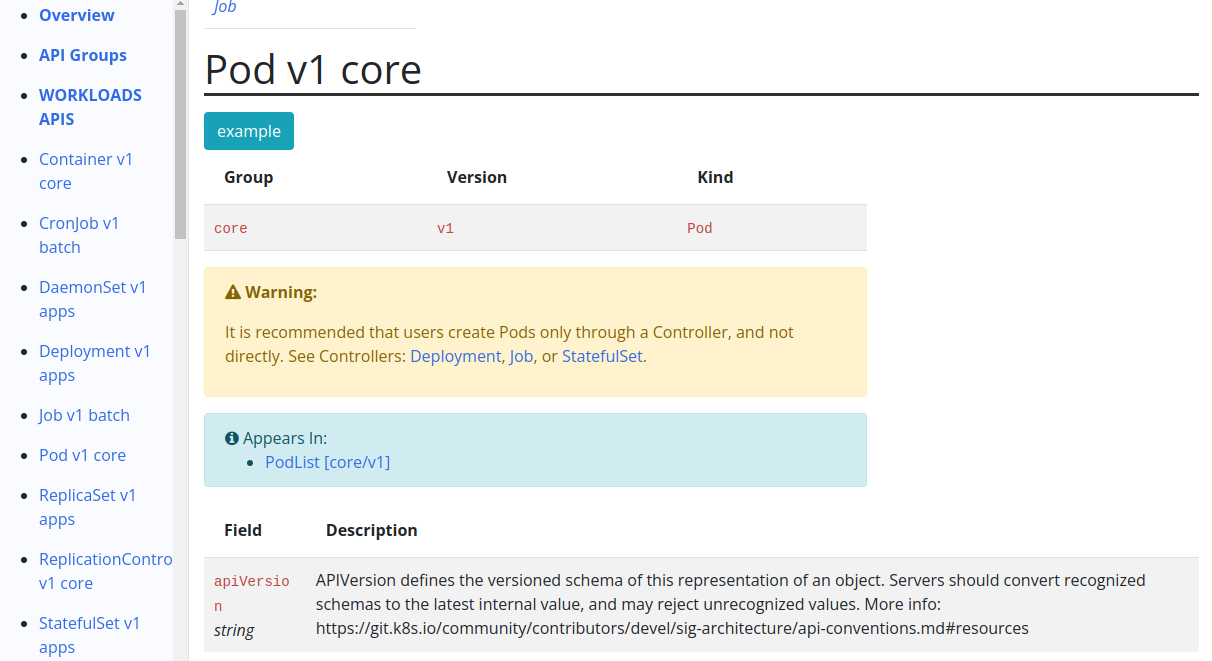 Overview
API Groups
WORKLOADS
APIS
Container v1
core
CronJob v1
batch
DaemonSet v1
apps
Deployment v1
apps
Job v1 batch
Pod v1 core
ReplicaSet v1
apps
ReplicationContro
v1 core
StatefulSet v1
apps
Job
Pod v1 core
example
Group Version Kind
core v1 Pod
Warning:
It is recommended that users create Pods only through a Controller, and not
directly. See Controllers: Deployment, Job, or StatefulSet.
Appears In:
PodList [core/v1]
Field Description
apiVersio
n
string
APIVersion defines the versioned schema of this representation of an object. Servers should convert recognized
schemas to the latest internal value, and may reject unrecognized values. More info:
https://git.k8s.io/community/contributors/devel/sig-architecture/api-conventions.md#resources